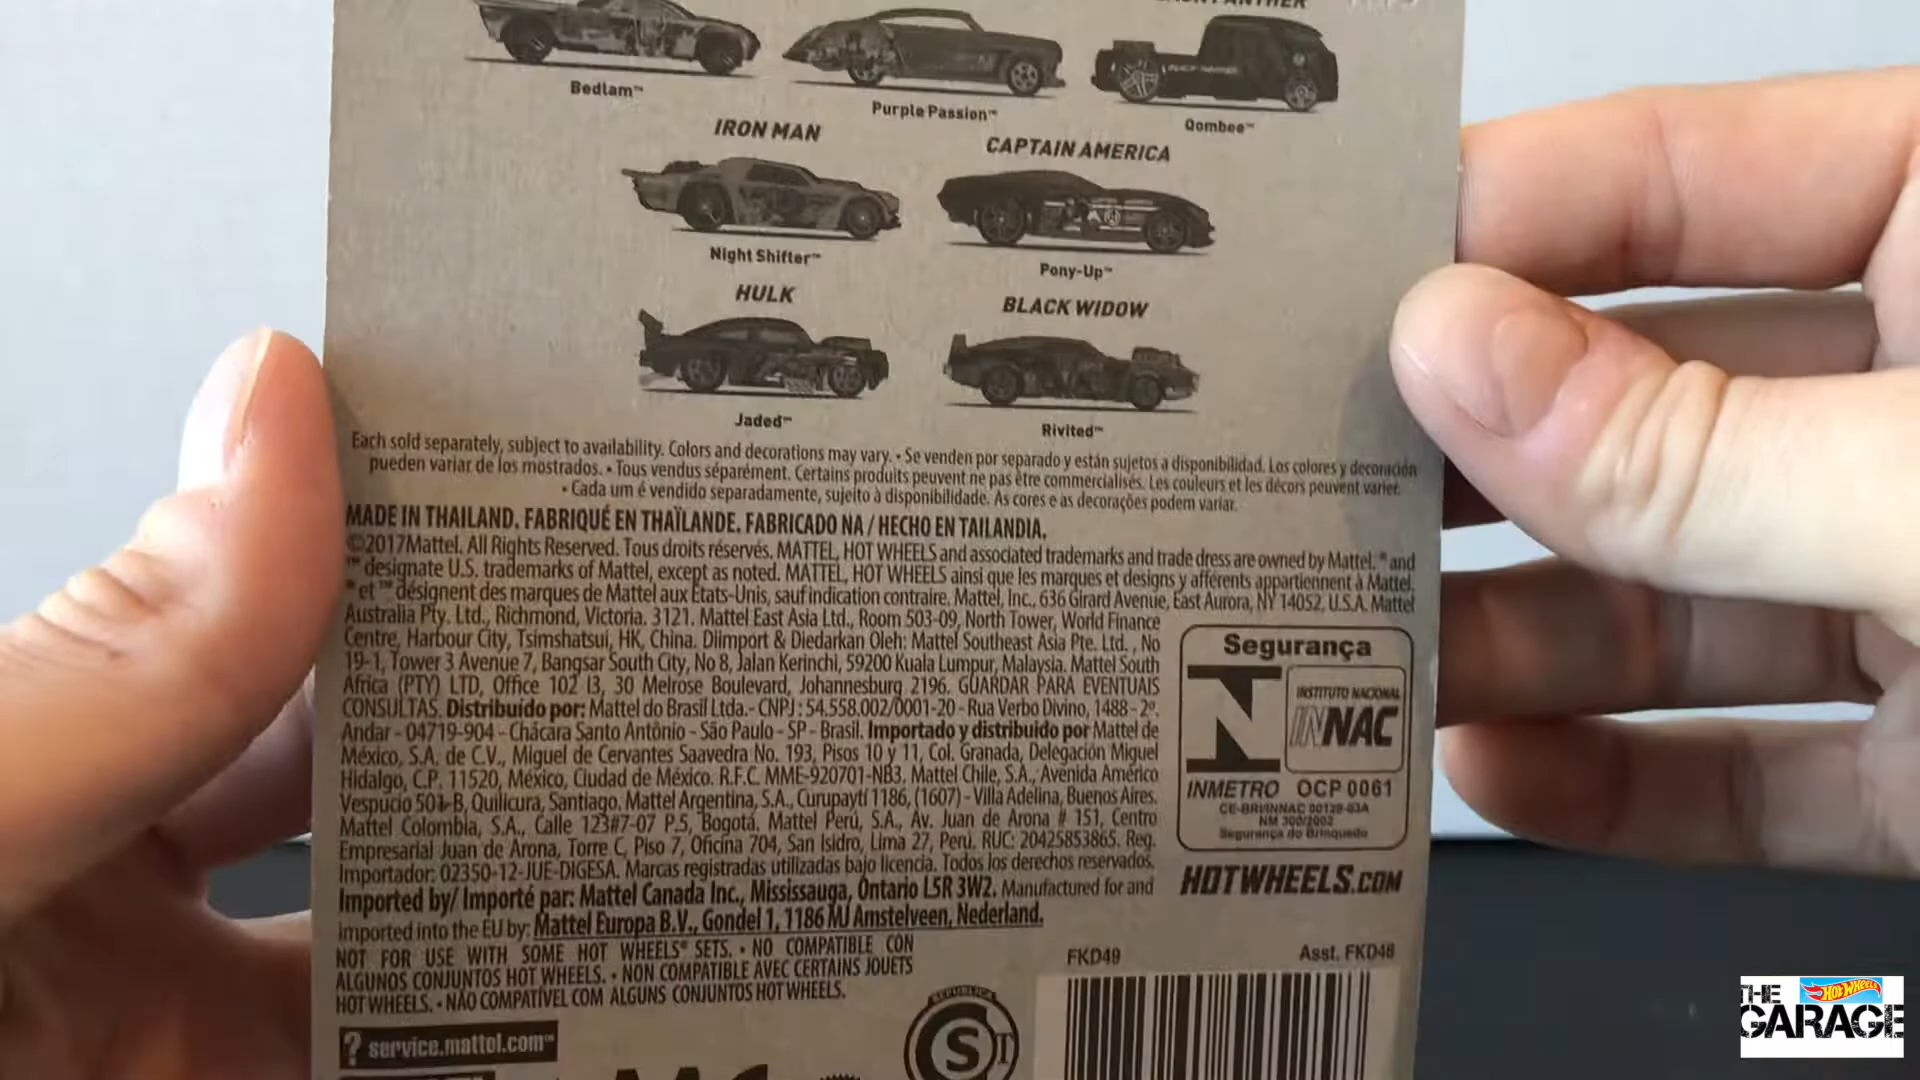 PANTHER
Bedlam™
Purple Passion™
Qombee™
IRON MAN
CAPTAIN AMERICA
Night Shifter™
Pony-Up™
HULK
BLACK WIDOW
Jaded™
Rivited™
Each sold separately, subject to availability. Colors and decorations may vary. • Se venden por separado y están sujetos a disponibilidad. Los colores y decoración
pueden variar de los mostrados. • Tous vendus séparément. Certains produits peuvent ne pas être commercialisés. Les couleurs et les décors peuvent varier.
• Cada um é vendido separadamente, sujeito à disponibilidade. As cores e as decorações podem variar.
MADE IN THAILAND. FABRIQUÉ EN THAÏLANDE. FABRICADO NA / HECHO EN TAILANDIA.
©2017Mattel. All Rights Reserved. Tous droits réservés. MATTEL, HOT WHEELS and associated trademarks and trade dress are owned by Mattel. ® and
™ designate U.S. trademarks of Mattel, except as noted. MATTEL, HOT WHEELS ainsi que les marques et designs y afférents appartiennent à Mattel.
® et ™ désignent des marques de Mattel aux États-Unis, sauf indication contraire. Mattel, Inc., 636 Girard Avenue, East Aurora, NY 14052, U.S.A. Mattel
Australia Pty. Ltd., Richmond, Victoria. 3121. Mattel East Asia Ltd., Room 503-09, North Tower, World Finance
Centre, Harbour City, Tsimshatsui, HK, China. Diimport & Diedarkan Oleh: Mattel Southeast Asia Pte. Ltd. , No
19-1, Tower 3 Avenue 7, Bangsar South City, No 8, Jalan Kerinchi, 59200 Kuala Lumpur, Malaysia. Mattel South
Africa (PTY) LTD, Office 102 I3, 30 Melrose Boulevard, Johannesburg 2196. GUARDAR PARA EVENTUAIS
CONSULTAS. Distribuído por: Mattel do Brasil Ltda.- CNPJ : 54.558.002/0001-20 - Rua Verbo Divino, 1488 - 2º.
Andar - 04719-904 - Chácara Santo Antônio - São Paulo - SP - Brasil. Importado y distribuido por Mattel de
México, S.A. de C.V., Miguel de Cervantes Saavedra No. 193, Pisos 10 y 11, Col. Granada, Delegación Miguel
Hidalgo, C.P. 11520, México, Ciudad de México. R.F.C. MME-920701-NB3. Mattel Chile, S.A., Avenida Américo
Vespucio 501-B, Quilicura, Santiago. Mattel Argentina, S.A., Curupaytí 1186, (1607) - Villa Adelina, Buenos Aires.
Mattel Colombia, S.A., Calle 123#7-07 P.5, Bogotá. Mattel Perú, S.A., Av. Juan de Arona # 151, Centro
Empresarial Juan de Arona, Torre C, Piso 7, Oficina 704, San Isidro, Lima 27, Perú. RUC: 20425853865. Reg.
Importador: 02350-12-JUE-DIGESA. Marcas registradas utilizadas bajo licencia. Todos los derechos reservados.
Imported by/ Importé par: Mattel Canada Inc., Mississauga, Ontario L5R 3W2. Manufactured for and
imported into the EU by: Mattel Europa B.V., Gondel 1, 1186 MJ Amstelveen, Nederland.
NOT FOR USE WITH SOME HOT WHEELS® SETS. • NO COMPATIBLE CON
ALGUNOS CONJUNTOS HOT WHEELS. • NON COMPATIBLE AVEC CERTAINS JOUETS
HOT WHEELS. • NÃO COMPATÍVEL COM ALGUNS CONJUNTOS HOT WHEELS.
Segurança
N
INSTITUTO NACIONAL
INNAC
INMETRO OCP 0061
CE-BRI/INNAC 00129-03A
NM 300/2002
Segurança do Brinquedo
HOTWHEELS.COM
FKD49
Asst. FKD48
? service.mattel.com™
REPUBLICA
S
THE
Hot Wheels
GARAGE